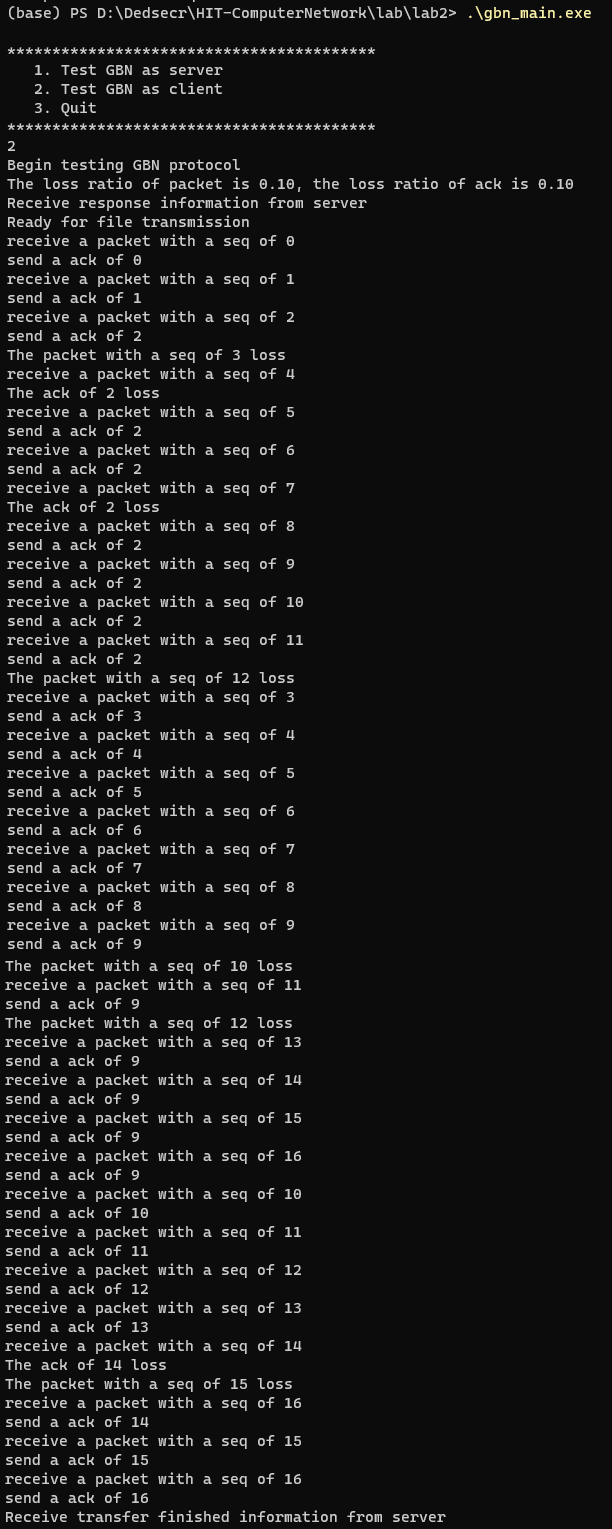 (base) PS D:\Dedsecr\HIT-ComputerNetwork\lab\lab2> .\gbn_main.exe
*****************************************
1. Test GBN as server
2. Test GBN as client
3. Quit
*****************************************
2
Begin testing GBN protocol
The loss ratio of packet is 0.10, the loss ratio of ack is 0.10
Receive response information from server
Ready for file transmission
receive a packet with a seq of 0
send a ack of 0
receive a packet with a seq of 1
send a ack of 1
receive a packet with a seq of 2
send a ack of 2
The packet with a seq of 3 loss
receive a packet with a seq of 4
The ack of 2 loss
receive a packet with a seq of 5
send a ack of 2
receive a packet with a seq of 6
send a ack of 2
receive a packet with a seq of 7
The ack of 2 loss
receive a packet with a seq of 8
send a ack of 2
receive a packet with a seq of 9
send a ack of 2
receive a packet with a seq of 10
send a ack of 2
receive a packet with a seq of 11
send a ack of 2
The packet with a seq of 12 loss
receive a packet with a seq of 3
send a ack of 3
receive a packet with a seq of 4
send a ack of 4
receive a packet with a seq of 5
send a ack of 5
receive a packet with a seq of 6
send a ack of 6
receive a packet with a seq of 7
send a ack of 7
receive a packet with a seq of 8
send a ack of 8
receive a packet with a seq of 9
send a ack of 9
The packet with a seq of 10 loss
receive a packet with a seq of 11
send a ack of 9
The packet with a seq of 12 loss
receive a packet with a seq of 13
send a ack of 9
receive a packet with a seq of 14
send a ack of 9
receive a packet with a seq of 15
send a ack of 9
receive a packet with a seq of 16
send a ack of 9
receive a packet with a seq of 10
send a ack of 10
receive a packet with a seq of 11
send a ack of 11
receive a packet with a seq of 12
send a ack of 12
receive a packet with a seq of 13
send a ack of 13
receive a packet with a seq of 14
The ack of 14 loss
The packet with a seq of 15 loss
receive a packet with a seq of 16
send a ack of 14
receive a packet with a seq of 15
send a ack of 15
receive a packet with a seq of 16
send a ack of 16
Receive transfer finished information from server